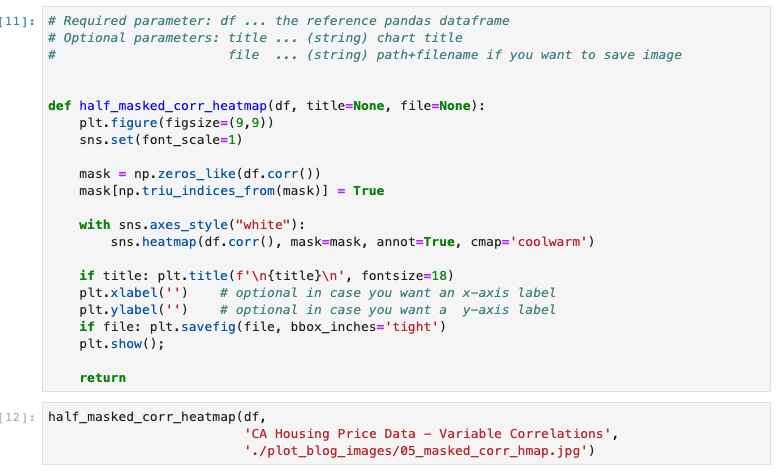 [11]: # Required parameter: df ... the reference pandas dataframe
# Optional parameters: title ... (string) chart title
#                      file  ... (string) path+filename if you want to save image
def half_masked_corr_heatmap(df, title=None, file=None):
    plt.figure(figsize=(9,9))
    sns.set(font_scale=1)
    mask = np.zeros_like(df.corr())
    mask[np.triu_indices_from(mask)] = True
    with sns.axes_style("white"):
        sns.heatmap(df.corr(), mask=mask, annot=True, cmap='coolwarm')
    if title: plt.title(f'\n{title}\n', fontsize=18)
    plt.xlabel('')    # optional in case you want an x-axis label
    plt.ylabel('')    # optional in case you want a  y-axis label
    if file: plt.savefig(file, bbox_inches='tight')
    plt.show();
    return
[12]: half_masked_corr_heatmap(df,
                         'CA Housing Price Data – Variable Correlations',
                         './plot_blog_images/05_masked_corr_hmap.jpg')